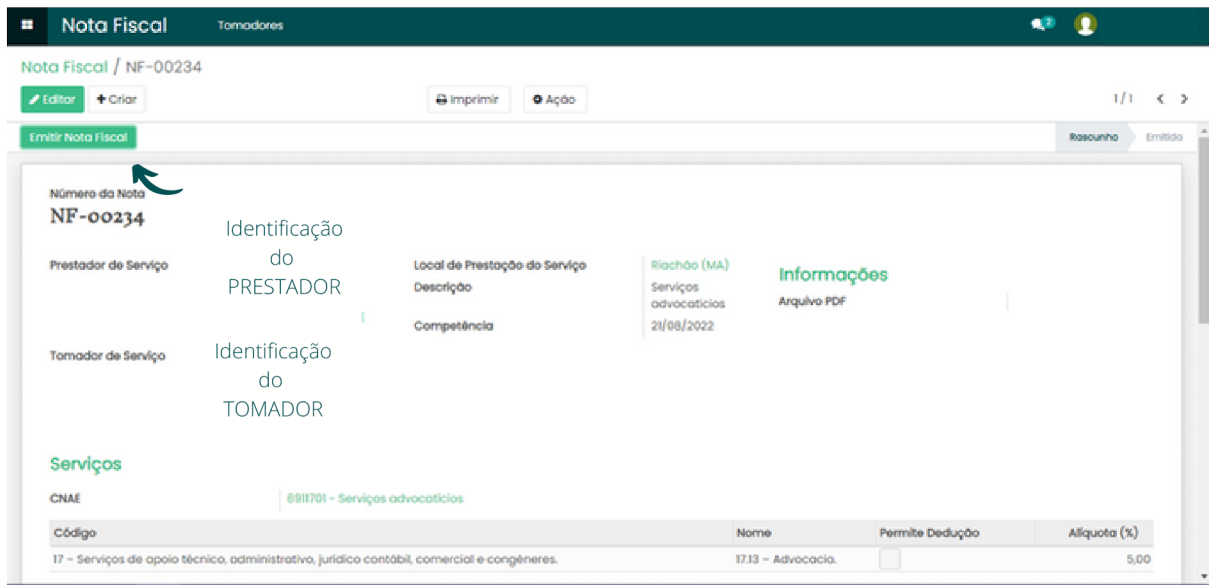 Nota Fiscal Tomadores 2
Nota Fiscal / NF-00234
Editar + Criar Imprimir Ação 1/1
Emitir Nota Fiscal Rascunho Emitida
Número da Nota
NF-00234
Identificação
do
PRESTADOR
Prestador de Serviço
Local de Prestação do Serviço Riachão (MA)
Descrição Serviços
advocatícios
Competência 21/08/2022
Informações
Arquivo PDF
Tomador de Serviço
Identificação
do
TOMADOR
Serviços
CNAE 6911701 - Serviços advocatícios
Código Nome Permite Dedução Alíquota (%)
17 - Serviços de apoio técnico, administrativo, jurídico contábil, comercial e congêneres. 17.13 - Advocacia. 5,00